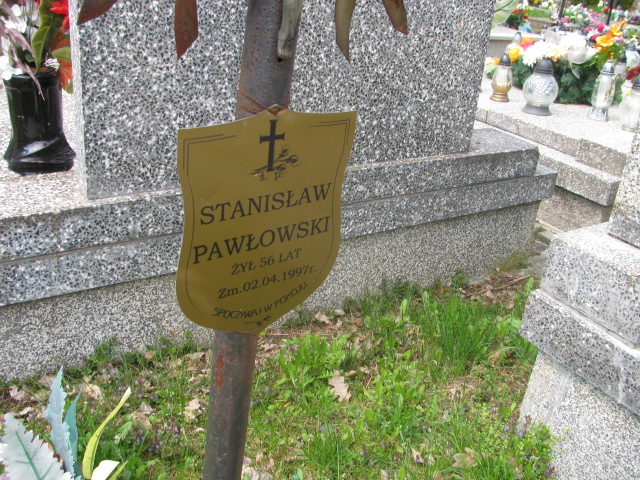 ś. p.
STANISŁAW
PAWŁOWSKI
ŻYŁ 56 LAT
Zm.02.04.1997r.
SPOCZYWAJ W POKOJU